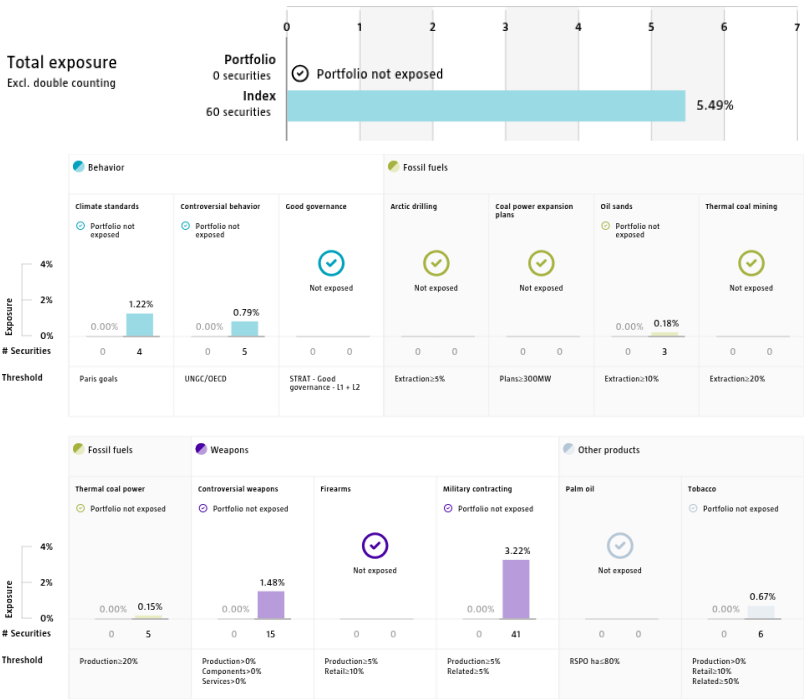 0 1 2 3 4 5 6 7
Total exposure
Excl. double counting
Portfolio
0 securities
Portfolio not exposed
Index
60 securities
5.49%
Behavior
Fossil fuels
Climate standards
Controversial behavior
Good governance
Arctic drilling
Coal power expansion
plans
Oil sands
Thermal coal mining
Portfolio not
exposed
Portfolio not
exposed
Portfolio not
exposed
Not exposed
Not exposed
Not exposed
Not exposed
Exposure
4%
2%
0%
0.00% 1.22%
0.00% 0.79%
0.00% 0.18%
# Securities 0 4 0 5 0 0 0 0 0 0 0 3 0 0
Threshold
Paris goals
UNGC/OECD
STRAT - Good
governance - L1 + L2
Extraction≥5%
Plans≥300MW
Extraction≥10%
Extraction≥20%
Fossil fuels
Weapons
Other products
Thermal coal power
Controversial weapons
Firearms
Military contracting
Palm oil
Tobacco
Portfolio not exposed
Portfolio not exposed
Portfolio not exposed
Portfolio not exposed
Not exposed
Not exposed
Exposure
4%
2%
0%
0.00% 0.15%
0.00% 1.48%
0.00% 3.22%
0.00% 0.67%
# Securities 0 5 0 15 0 0 0 41 0 0 0 6
Threshold
Production≥20%
Production>0%
Components>0%
Services>0%
Production≥5%
Retail≥10%
Production≥5%
Related≥5%
RSPO ha≤80%
Production>0%
Retail≥10%
Related≥50%